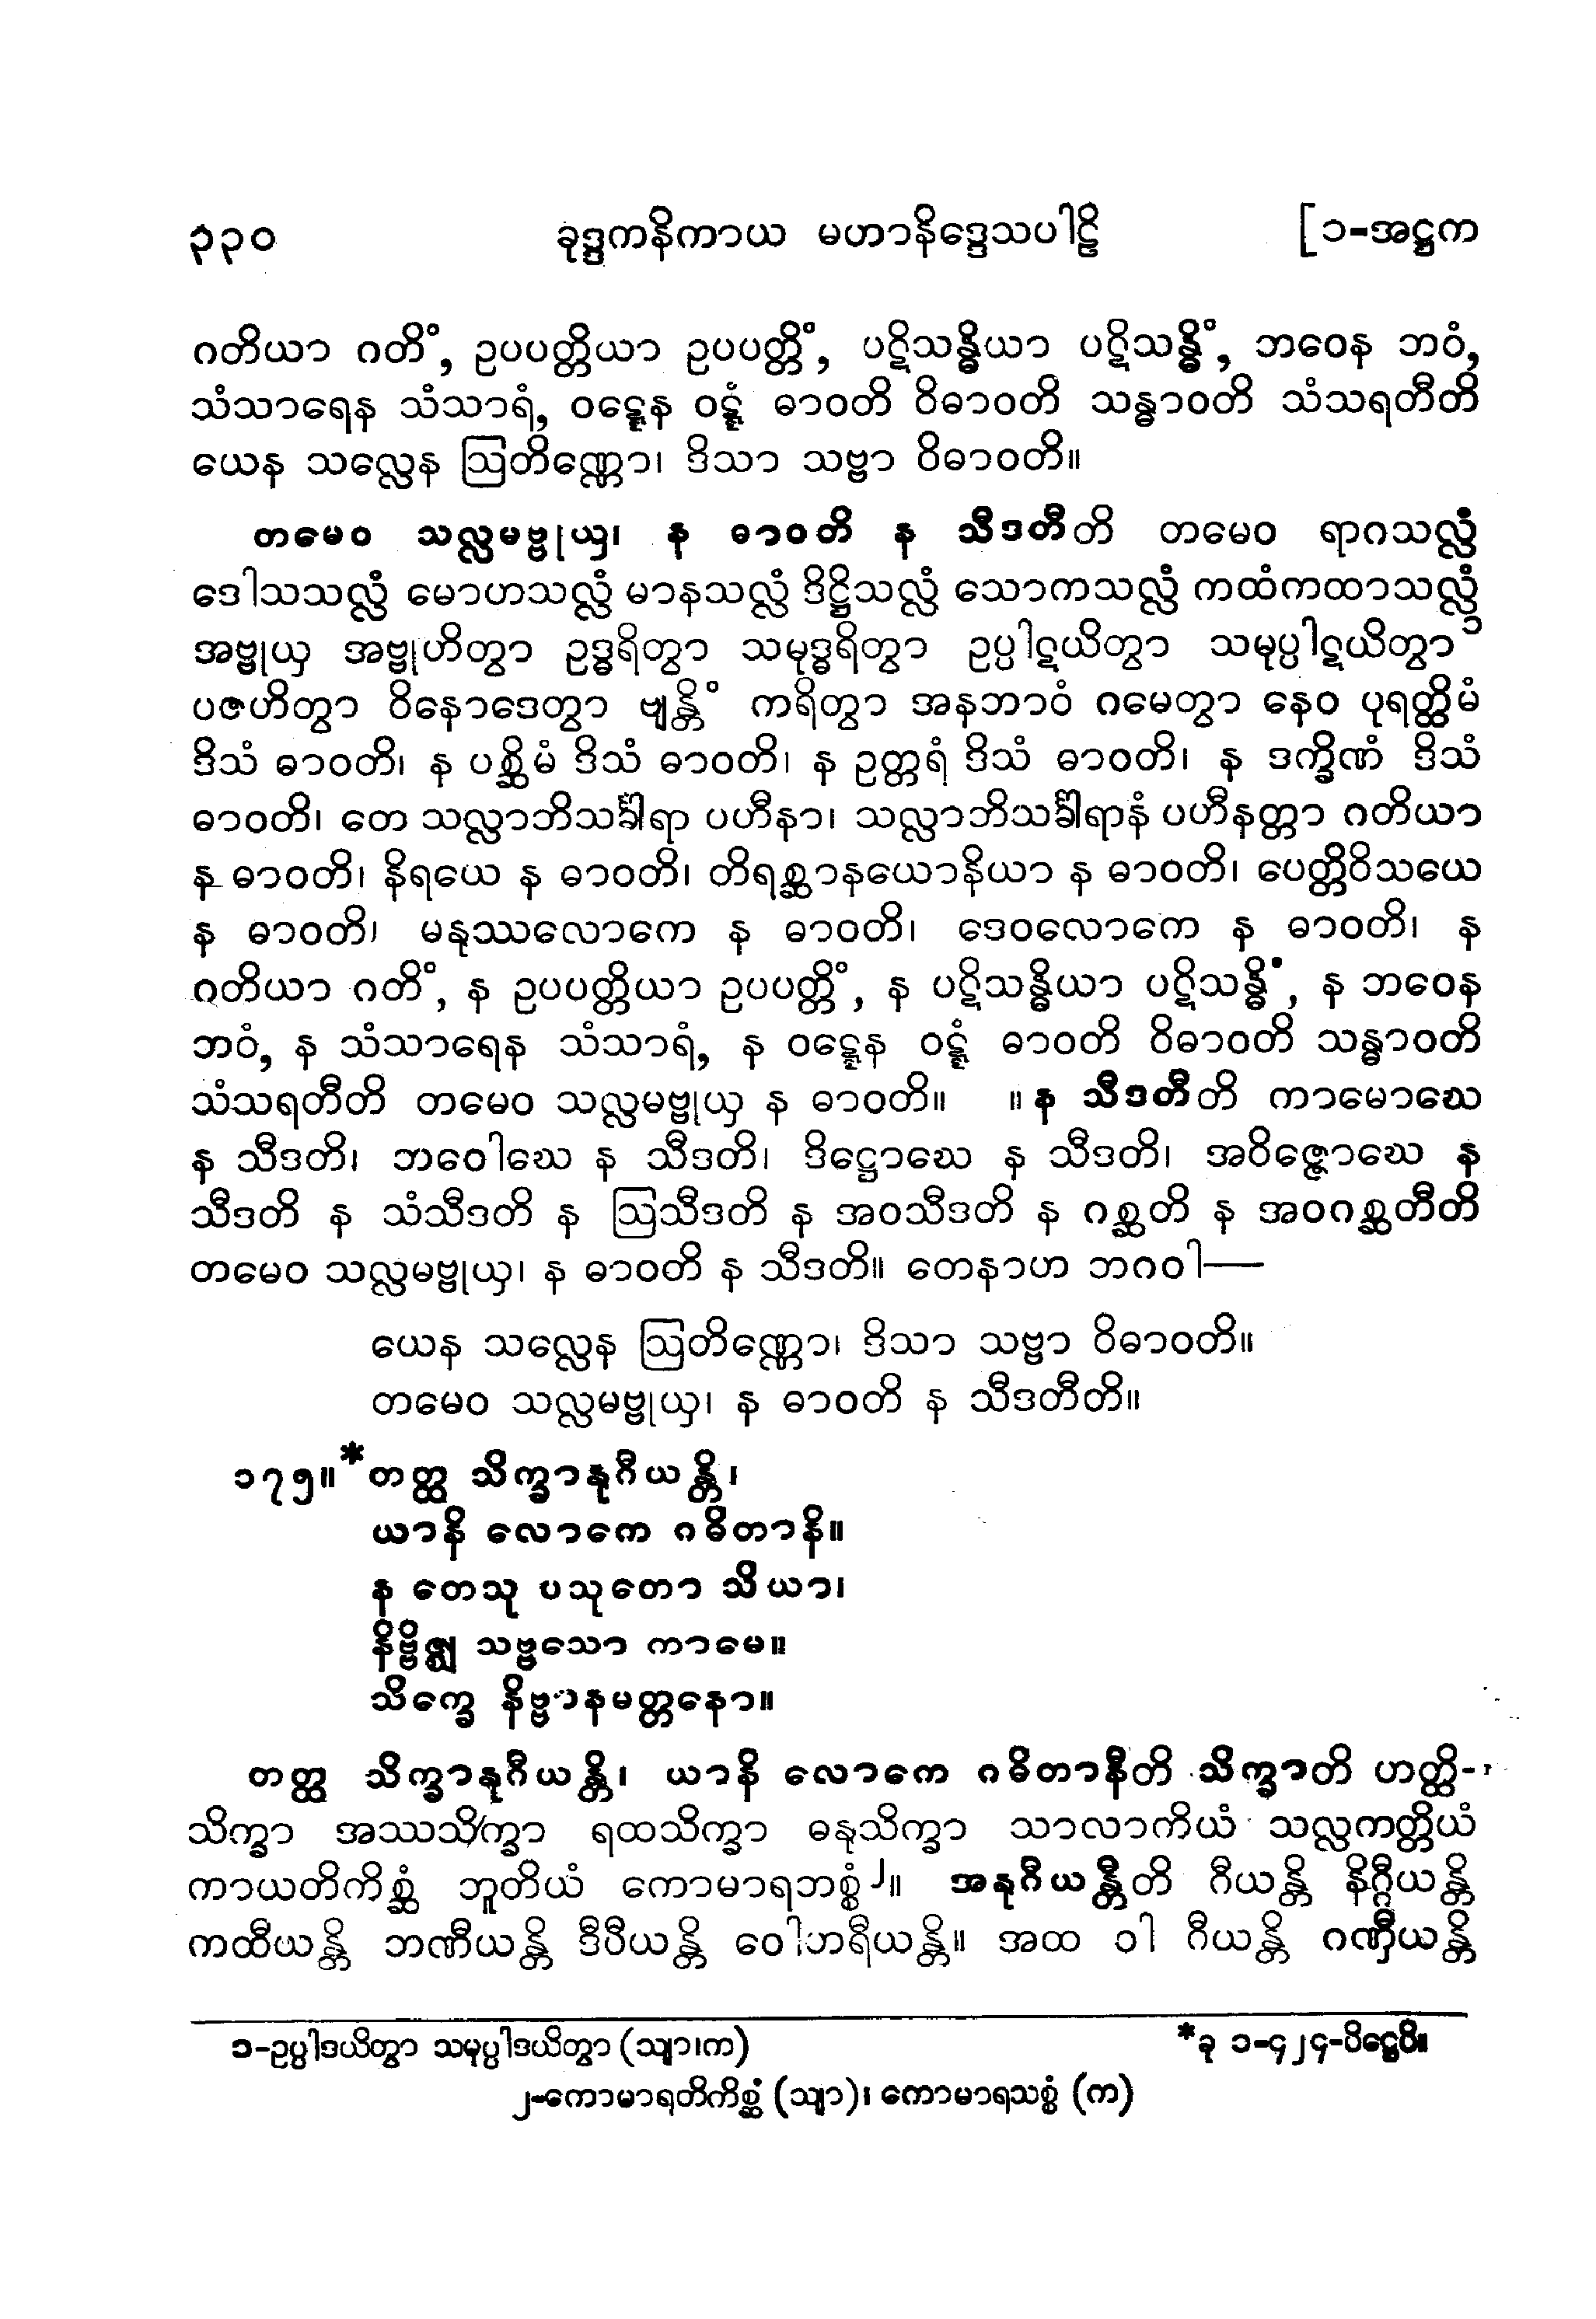 ၃၃၀ ခုဒ္ဒကနိကာယ မဟာနိဒ္ဒေသပါဠိ [၁-အဋ္ဌက
ဂတိယာ ဂတိံ, ဥပပတ္တိယာ ဥပပတ္တိံ, ပဋိသန္ဓိယာ ပဋိသန္ဓိံ, ဘဝေန ဘဝံ,
သံသာရေန သံသာရံ, ဝဋ္ဋေန ဝဋ္ဋံ ဓာဝတိ ဝိဓာဝတိ သန္ဓာဝတိ သံသရတီတိ
ယေန သလ္လေန ဩတိဏ္ဏော၊ ဒိသာ သဗ္ဗာ ဝိဓာဝတိ။
တမေဝ သလ္လမဗ္ဗုယှ၊ န ဓာဝတိ န သီဒတီတိ တမေဝ ရာဂသလ္လံ
ဒေါသသလ္လံ မောဟသလ္လံ မာနသလ္လံ ဒိဋ္ဌိသလ္လံ သောကသလ္လံ ကထံကထာသလ္လံ
အဗ္ဗုယှ အဗ္ဗုဟိတွာ ဥဒ္ဓရိတွာ သမုဒ္ဓရိတွာ ဥပ္ပါဋယိတွာ သမုပ္ပါဋယိတွာ ၁
ပဇဟိတွာ ဝိနောဒေတွာ ဗျန္တိံ ကရိတွာ အနဘာဝံ ဂမေတွာ နေဝ ပုရတ္ထိမံ
ဒိသံ ဓာဝတိ၊ န ပစ္ဆိမံ ဒိသံ ဓာဝတိ၊ န ဥတ္တရံ ဒိသံ ဓာဝတိ၊ န ဒက္ခိဏံ ဒိသံ
ဓာဝတိ၊ တေ သလ္လာဘိသင်္ခါရာ ပဟီနာ၊ သလ္လာဘိသင်္ခါရာနံ ပဟီနတ္တာ ဂတိယာ
န ဓာဝတိ၊ နိရယေ န ဓာဝတိ၊ တိရစ္ဆာနယောနိယာ န ဓာဝတိ၊ ပေတ္တိဝိသယေ
န ဓာဝတိ၊ မနုဿလောကေ န ဓာဝတိ၊ ဒေဝလောကေ န ဓာဝတိ၊ န
ဂတိယာ ဂတိံ, န ဥပပတ္တိယာ ဥပပတ္တိံ, န ပဋိသန္ဓိယာ ပဋိသန္ဓိံ, န ဘဝေန
ဘဝံ, န သံသာရေန သံသာရံ, န ဝဋ္ဋေန ဝဋ္ဋံ ဓာဝတိ ဝိဓာဝတိ သန္ဓာဝတိ
သံသရတီတိ တမေဝ သလ္လမဗ္ဗုယှ န ဓာဝတိ။ ။ န သီဒတီတိ ကာမောဃေ
န သီဒတိ၊ ဘဝေါဃေ န သီဒတိ၊ ဒိဋ္ဌောဃေ န သီဒတိ၊ အဝိဇ္ဇောဃေ န
သီဒတိ န သံသီဒတိ န ဩသီဒတိ န အဝသီဒတိ န ဂစ္ဆတိ န အဝဂစ္ဆတီတိ
တမေဝ သလ္လမဗ္ဗုယှ၊ န ဓာဝတိ န သီဒတိ။ တေနာဟ ဘဂဝါ—
ယေန သလ္လေန ဩတိဏ္ဏော၊ ဒိသာ သဗ္ဗာ ဝိဓာဝတိ။
တမေဝ သလ္လမဗ္ဗုယှ၊ န ဓာဝတိ န သီဒတီတိ။
၁၇၅။ *တတ္ထ သိက္ခာနုဂီယန္တိ၊
ယာနိ လောကေ ဂဓိတာနိ။
န တေသု ပသုတော သိယာ၊
နိဗ္ဗိဇ္ဈ သဗ္ဗသော ကာမေ။
သိက္ခေ နိဗ္ဗာနမတ္တနော။
တတ္ထ သိက္ခာနုဂီယန္တိ၊ ယာနိ လောကေ ဂဓိတာနီတိ သိက္ခာတိ ဟတ္ထိ-
သိက္ခာ အဿသိက္ခာ ရထသိက္ခာ ဓနုသိက္ခာ သာလာကိယံ သလ္လကတ္တိယံ
ကာယတိကိစ္ဆံ ဘူတိယံ ကောမာရဘစ္စံ ၂။ အနုဂီယန္တီတိ ဂီယန္တိ နိဂ္ဂီယန္တိ
ကထီယန္တိ ဘဏီယန္တိ ဒီပီယန္တိ ဝေါဟရီယန္တိ။ အထ ဝါ ဂီယန္တိ ဂဏှီယန္တိ
၁-ဥပ္ပါဒယိတွာ သမုပ္ပါဒယိတွာ (သျာ၊က) *ခု ၁-၄၂၄-ပိဋ္ဌေပိ။
၂-ကောမာရတိကိစ္ဆံ (သျာ)၊ ကောမာရသစ္စံ (က)